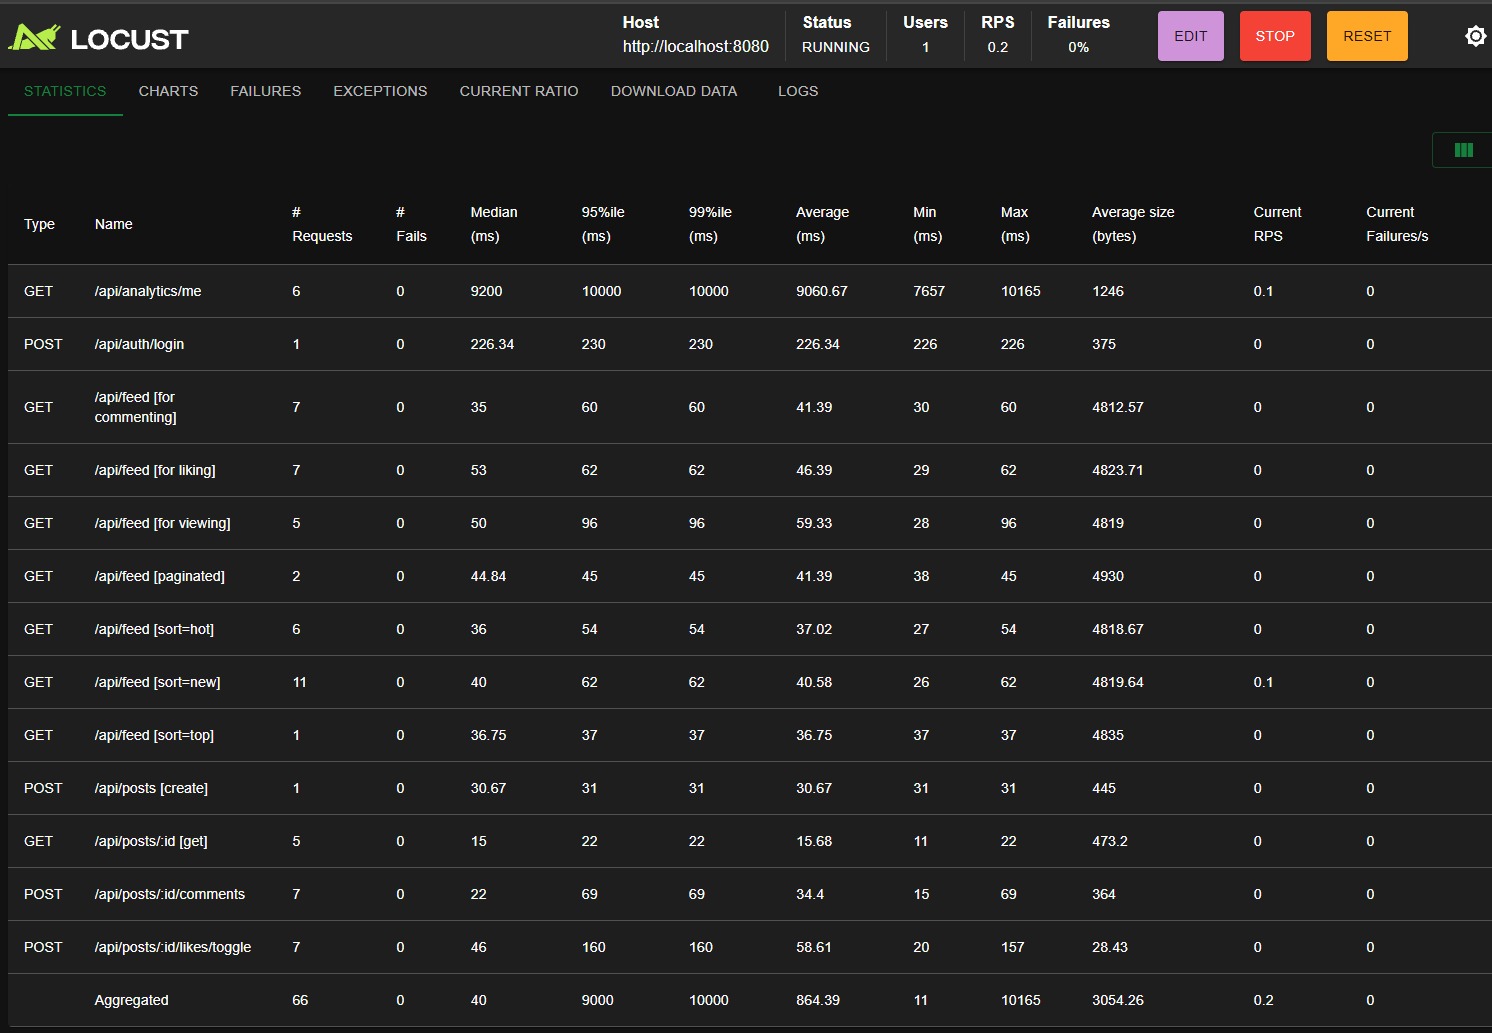 LOCUST
Host
http://localhost:8080
Status
RUNNING
Users
1
RPS
0.2
Failures
0%
EDIT
STOP
RESET
STATISTICS CHARTS FAILURES EXCEPTIONS CURRENT RATIO DOWNLOAD DATA LOGS
Type Name # Requests # Fails Median (ms) 95%ile (ms) 99%ile (ms) Average (ms) Min (ms) Max (ms) Average size (bytes) Current RPS Current Failures/s
GET /api/analytics/me 6 0 9200 10000 10000 9060.67 7657 10165 1246 0.1 0
POST /api/auth/login 1 0 226.34 230 230 226.34 226 226 375 0 0
GET /api/feed [for commenting] 7 0 35 60 60 41.39 30 60 4812.57 0 0
GET /api/feed [for liking] 7 0 53 62 62 46.39 29 62 4823.71 0 0
GET /api/feed [for viewing] 5 0 50 96 96 59.33 28 96 4819 0 0
GET /api/feed [paginated] 2 0 44.84 45 45 41.39 38 45 4930 0 0
GET /api/feed [sort=hot] 6 0 36 54 54 37.02 27 54 4818.67 0 0
GET /api/feed [sort=new] 11 0 40 62 62 40.58 26 62 4819.64 0.1 0
GET /api/feed [sort=top] 1 0 36.75 37 37 36.75 37 37 4835 0 0
POST /api/posts [create] 1 0 30.67 31 31 30.67 31 31 445 0 0
GET /api/posts/:id [get] 5 0 15 22 22 15.68 11 22 473.2 0 0
POST /api/posts/:id/comments 7 0 22 69 69 34.4 15 69 364 0 0
POST /api/posts/:id/likes/toggle 7 0 46 160 160 58.61 20 157 28.43 0 0
Aggregated 66 0 40 9000 10000 864.39 11 10165 3054.26 0.2 0